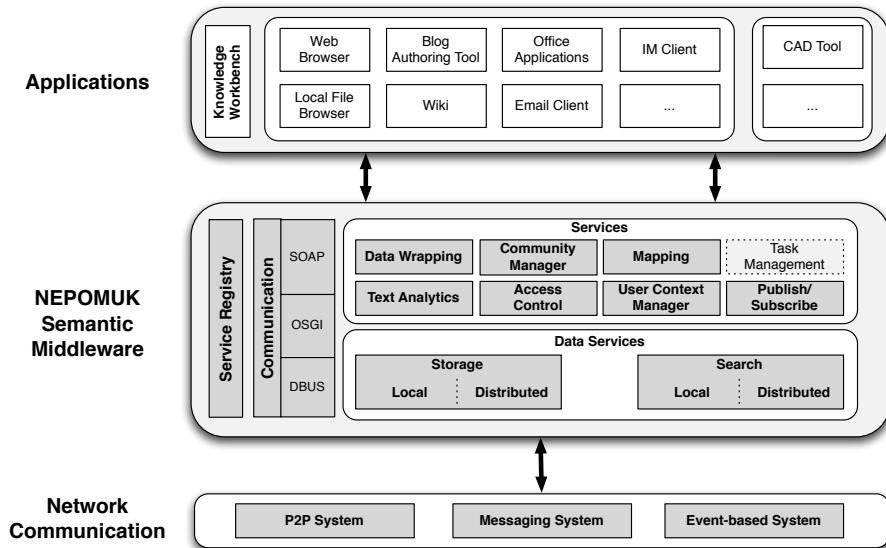 Applications
Knowledge
Workbench
Web
Browser
Blog
Authoring Tool
Office
Applications
IM Client
CAD Tool
Local File
Browser
Wiki
Email Client
...
...
NEPOMUK
Semantic
Middleware
Service Registry
Communication
SOAP
OSGI
DBUS
Services
Data Wrapping
Community
Manager
Mapping
Task
Management
Text Analytics
Access
Control
User Context
Manager
Publish/
Subscribe
Data Services
Storage
Local
Distributed
Search
Local
Distributed
Network
Communication
P2P System
Messaging System
Event-based System